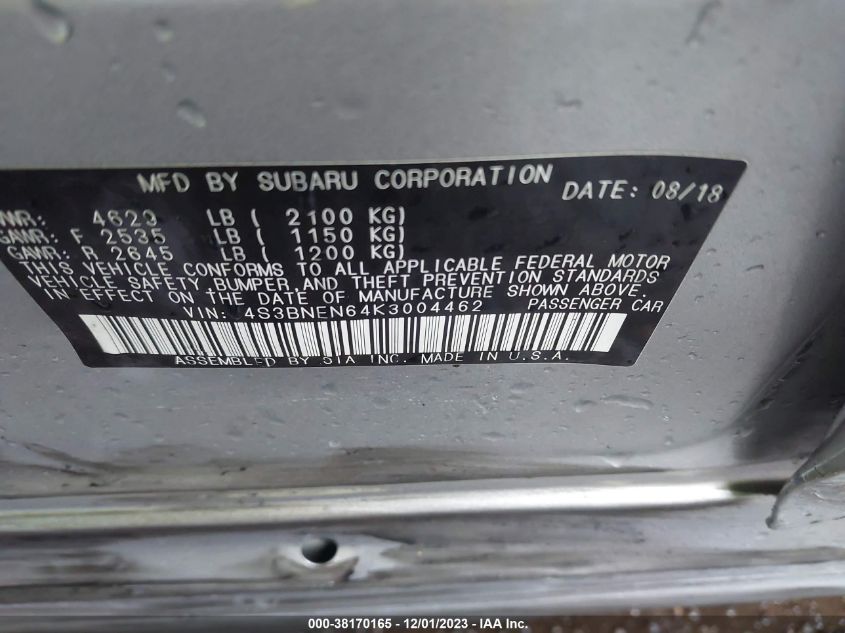 MFD BY SUBARU CORPORATION DATE: 08/18
4629 LB ( 2100 KG)
GAWR: F 2535 LB ( 1150 KG)
GAWR: R 2645 LB ( 1200 KG)
THIS VEHICLE CONFORMS TO ALL APPLICABLE FEDERAL MOTOR
VEHICLE SAFETY, BUMPER, AND THEFT PREVENTION STANDARDS
IN EFFECT ON THE DATE OF MANUFACTURE SHOWN ABOVE.
VIN: 4S3BNEN64K3004462 PASSENGER CAR
ASSEMBLED BY SIA INC. MADE IN U.S.A.
000-38170165 - 12/01/2023 - IAA Inc.